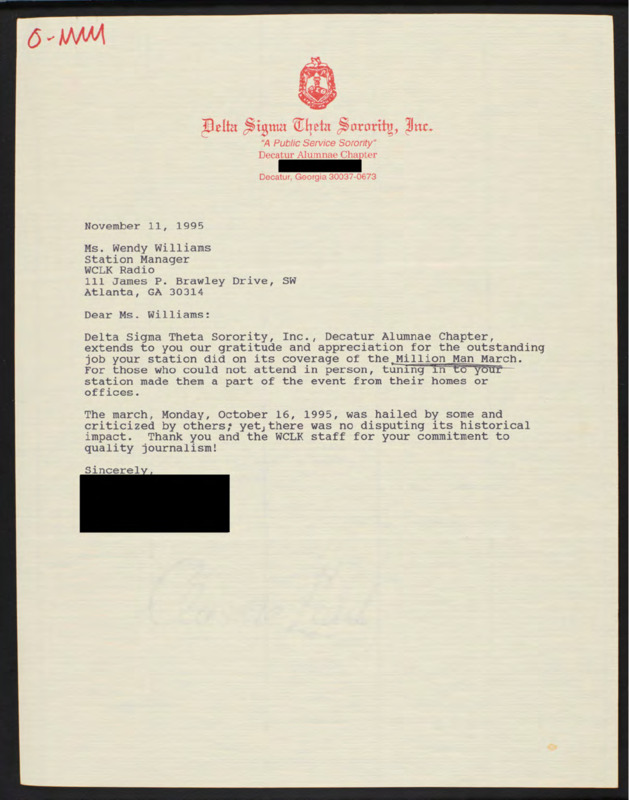 O-MMM
Delta Sigma Theta Sorority, Inc.
"A Public Service Sorority"
Decatur Alumnae Chapter
Decatur, Georgia 30037-0673
November 11, 1995
Ms. Wendy Williams
Station Manager
WCLK Radio
111 James P. Brawley Drive, SW
Atlanta, GA 30314
Dear Ms. Williams:
Delta Sigma Theta Sorority, Inc., Decatur Alumnae Chapter,
extends to you our gratitude and appreciation for the outstanding
job your station did on its coverage of the Million Man March.
For those who could not attend in person, tuning in to your
station made them a part of the event from their homes or
offices.
The march, Monday, October 16, 1995, was hailed by some and
criticized by others; yet, there was no disputing its historical
impact. Thank you and the WCLK staff for your commitment to
quality journalism!
Sincerely,